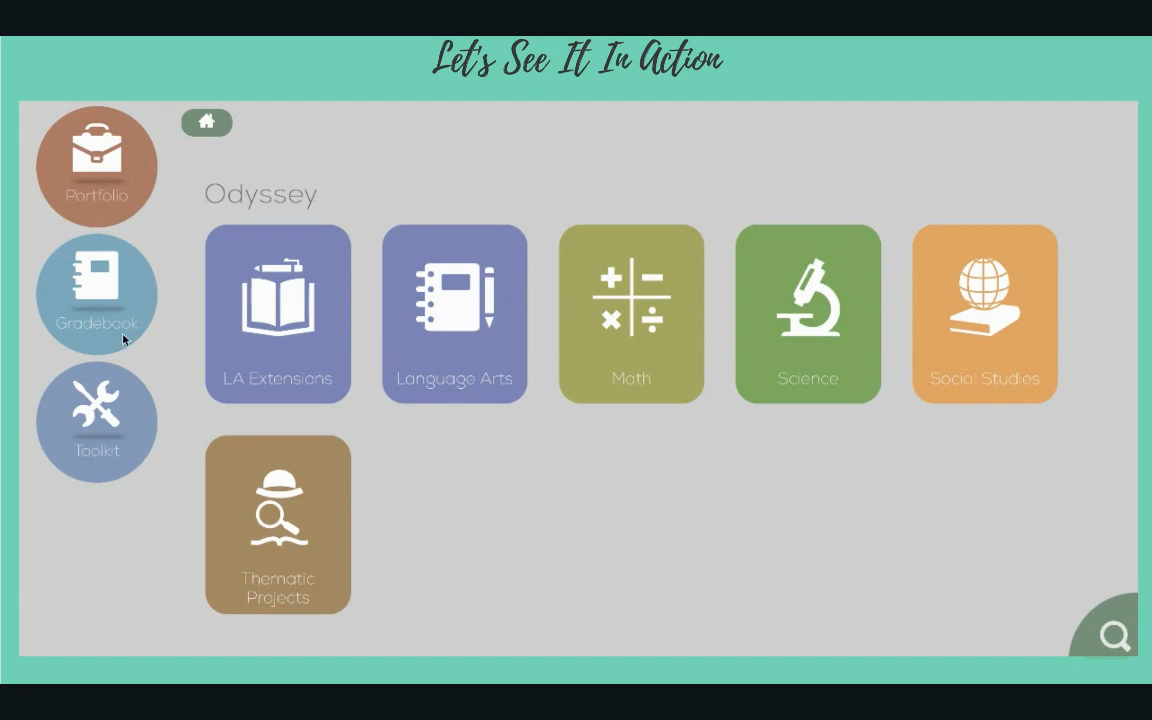 Let's See It In Action
Portfolio
Gradebook
Toolkit
Odyssey
LA Extensions
Language Arts
Math
Science
Social Studies
Thematic
Projects